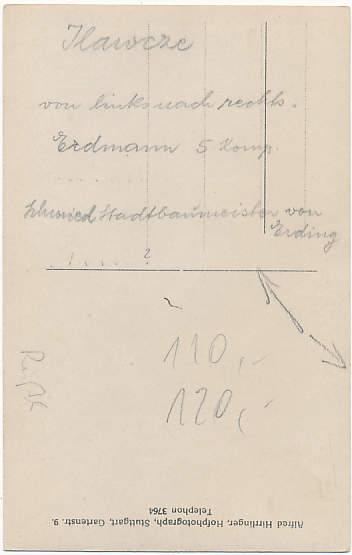 Ilawcze
von links nach rechts.
Erdmann 5 Komp.
Schmied Stadtbaumeister von
Erding
?
110,-
120,-
Alfred Hirrlinger, Hofphotograph, Stuttgart, Gartenstr. 9.
Telephon 3764